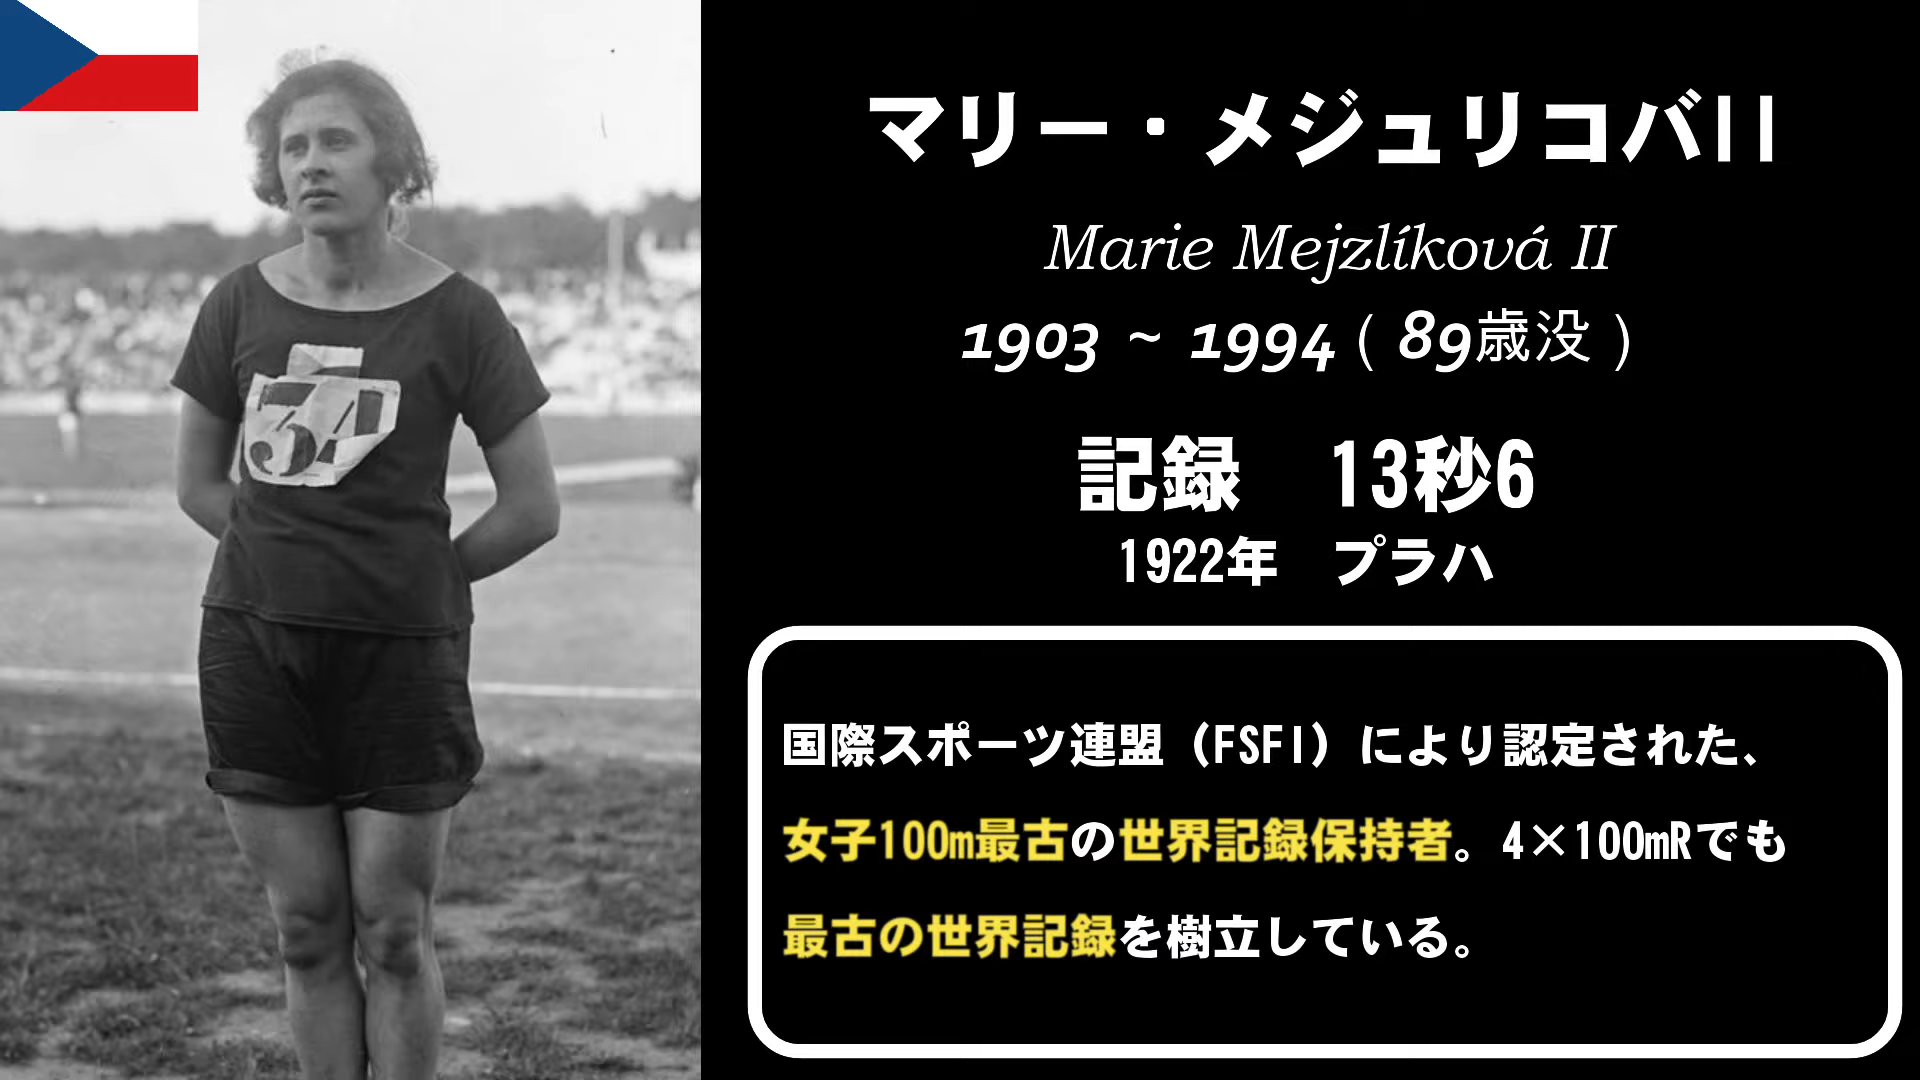 34
マリー・メジュリコバII
Marie Mejzlíková II
1903 ~ 1994 ( 89歳没 )
記録　13秒6
1922年　プラハ
国際スポーツ連盟（FSFI）により認定された、
女子100m最古の世界記録保持者。4×100mRでも
最古の世界記録を樹立している。